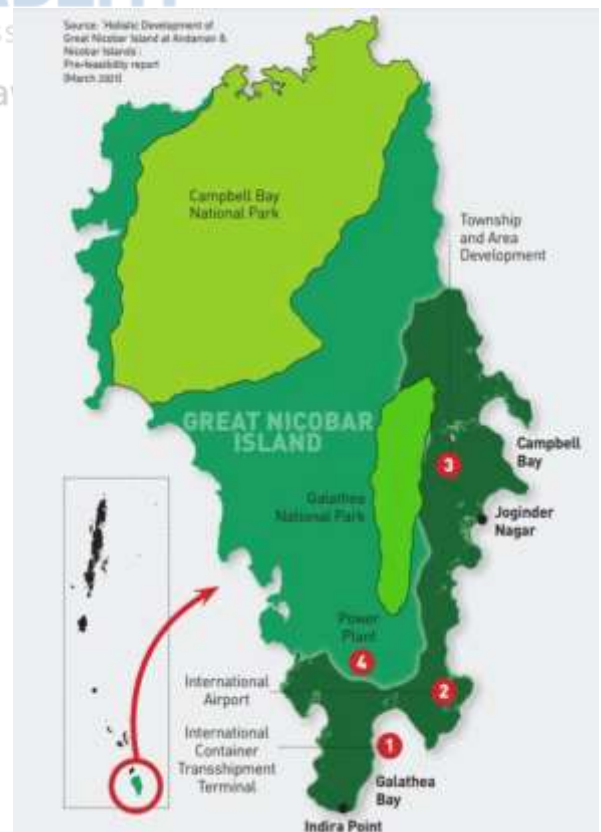 Source: 'Holistic Development of
Great Nicobar Island at Andaman &
Nicobar Islands :
Pre-feasibility report
(March 2021)
Campbell Bay
National Park
Township
and Area
Development
GREAT NICOBAR
ISLAND
3
Campbell
Bay
Galathea
National Park
Joginder
Nagar
Power
Plant
4
International
Airport
2
International
Container
Transshipment
Terminal
1
Galathea
Bay
Indira Point